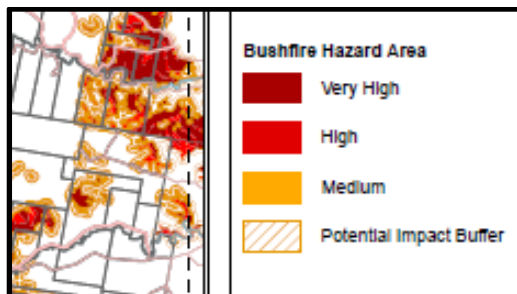 Bushfire Hazard Area
Very High
High
Medium
Potential Impact Buffer